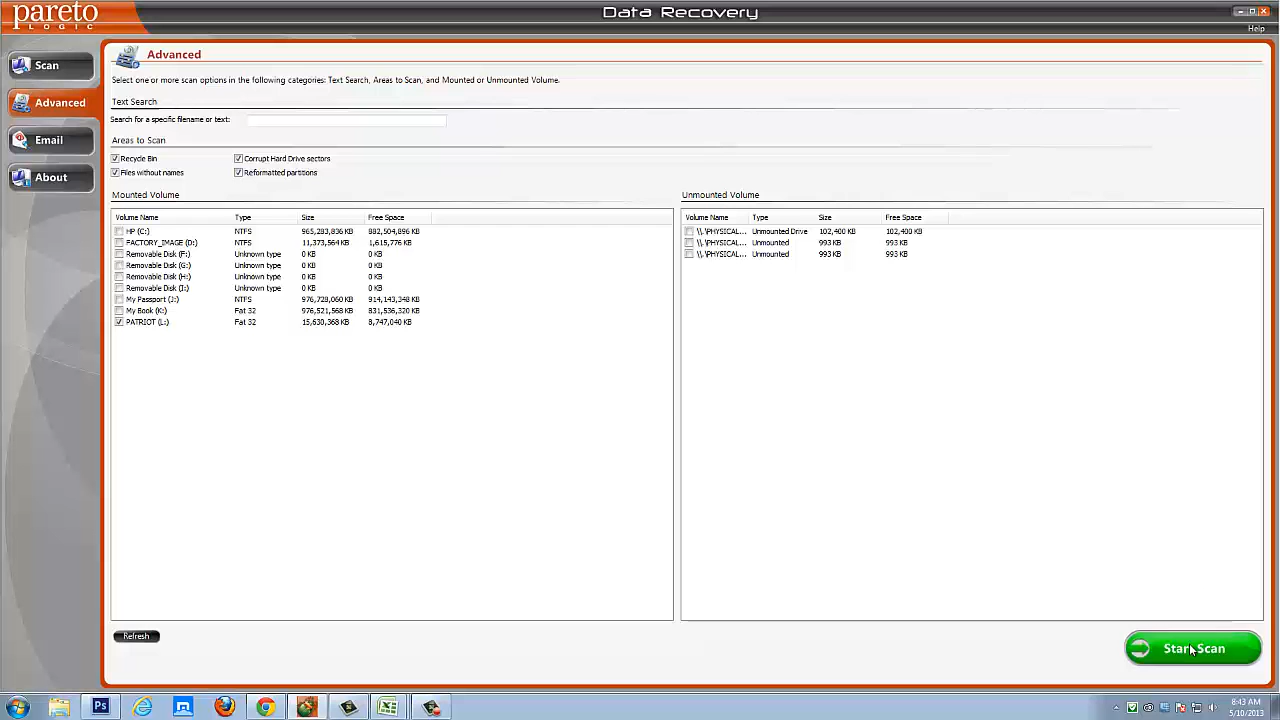 pareto
LOGIC
Data Recovery
Help
Scan
Advanced
Email
About
Advanced
Select one or more scan options in the following categories: Text Search, Areas to Scan, and Mounted or Unmounted Volume.
Text Search
Search for a specific filename or text:
Areas to Scan
Recycle Bin Corrupt Hard Drive sectors
Files without names Reformatted partitions
Mounted Volume
Volume Name Type Size Free Space
HP (C:) NTFS 965,283,836 KB 882,504,896 KB
FACTORY_IMAGE (D:) NTFS 11,373,564 KB 1,615,776 KB
Removable Disk (F:) Unknown type 0 KB 0 KB
Removable Disk (G:) Unknown type 0 KB 0 KB
Removable Disk (H:) Unknown type 0 KB 0 KB
Removable Disk (I:) Unknown type 0 KB 0 KB
My Passport (J:) NTFS 976,728,060 KB 914,143,348 KB
My Book (K:) Fat 32 976,521,568 KB 831,536,320 KB
PATRIOT (L:) Fat 32 15,630,368 KB 8,747,040 KB
Unmounted Volume
Volume Name Type Size Free Space
\\.\PHYSICAL... Unmounted Drive 102,400 KB 102,400 KB
\\.\PHYSICAL... Unmounted 993 KB 993 KB
\\.\PHYSICAL... Unmounted 993 KB 993 KB
Refresh
Start Scan
Ps
8:43 AM
5/10/2013